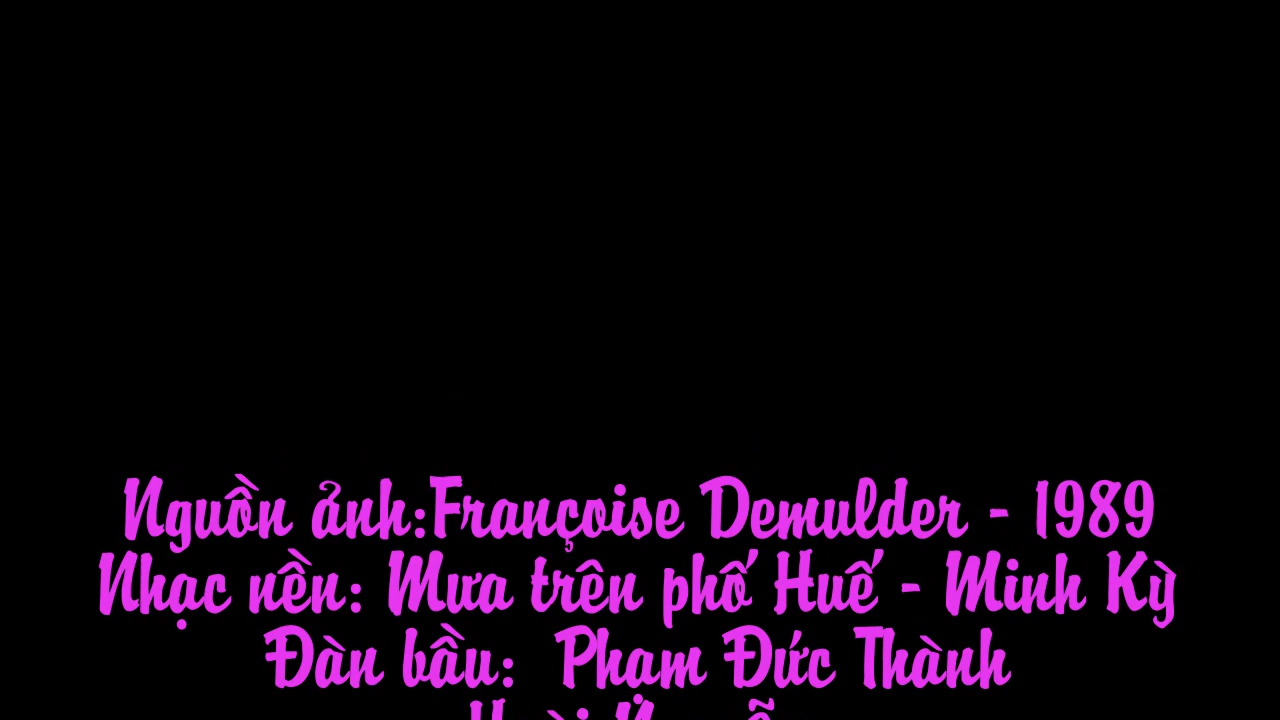 Nguồn ảnh:Françoise Demulder - 1989
Nhạc nền: Mưa trên phố Huế - Minh Kỳ
Đàn bầu: Phạm Đức Thành